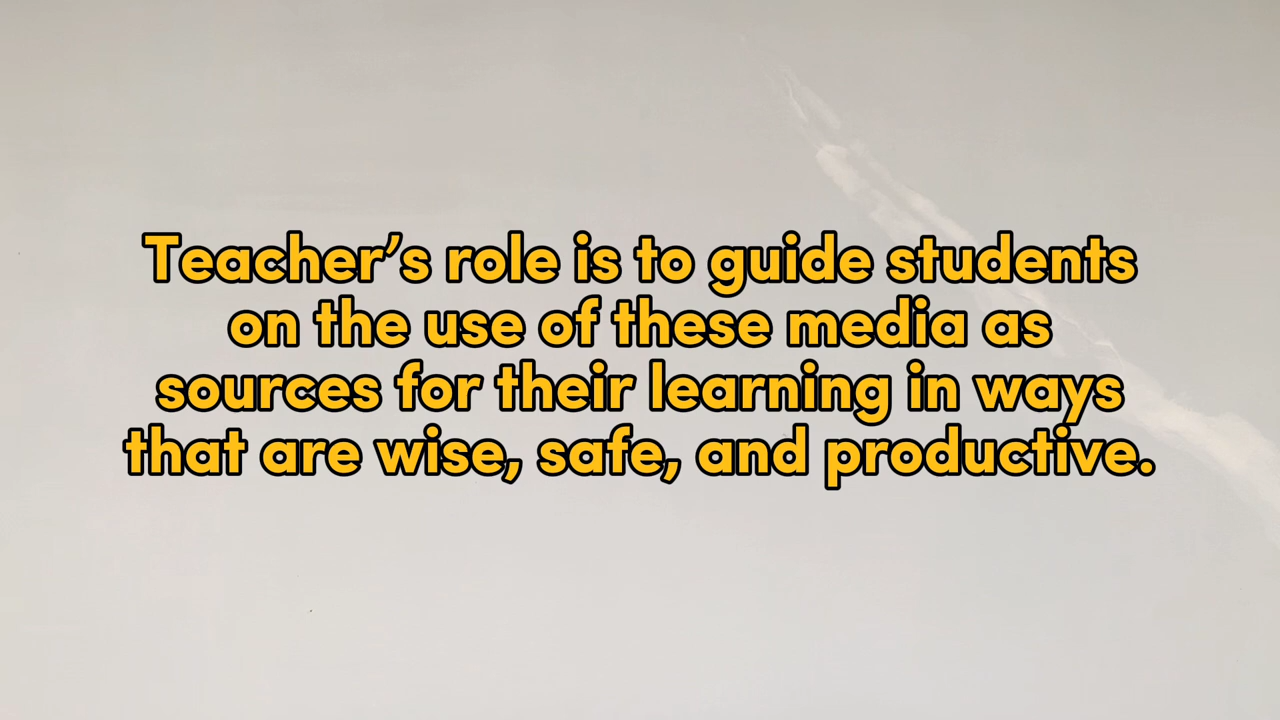 Teacher’s role is to guide students
on the use of these media as
sources for their learning in ways
that are wise, safe, and productive.